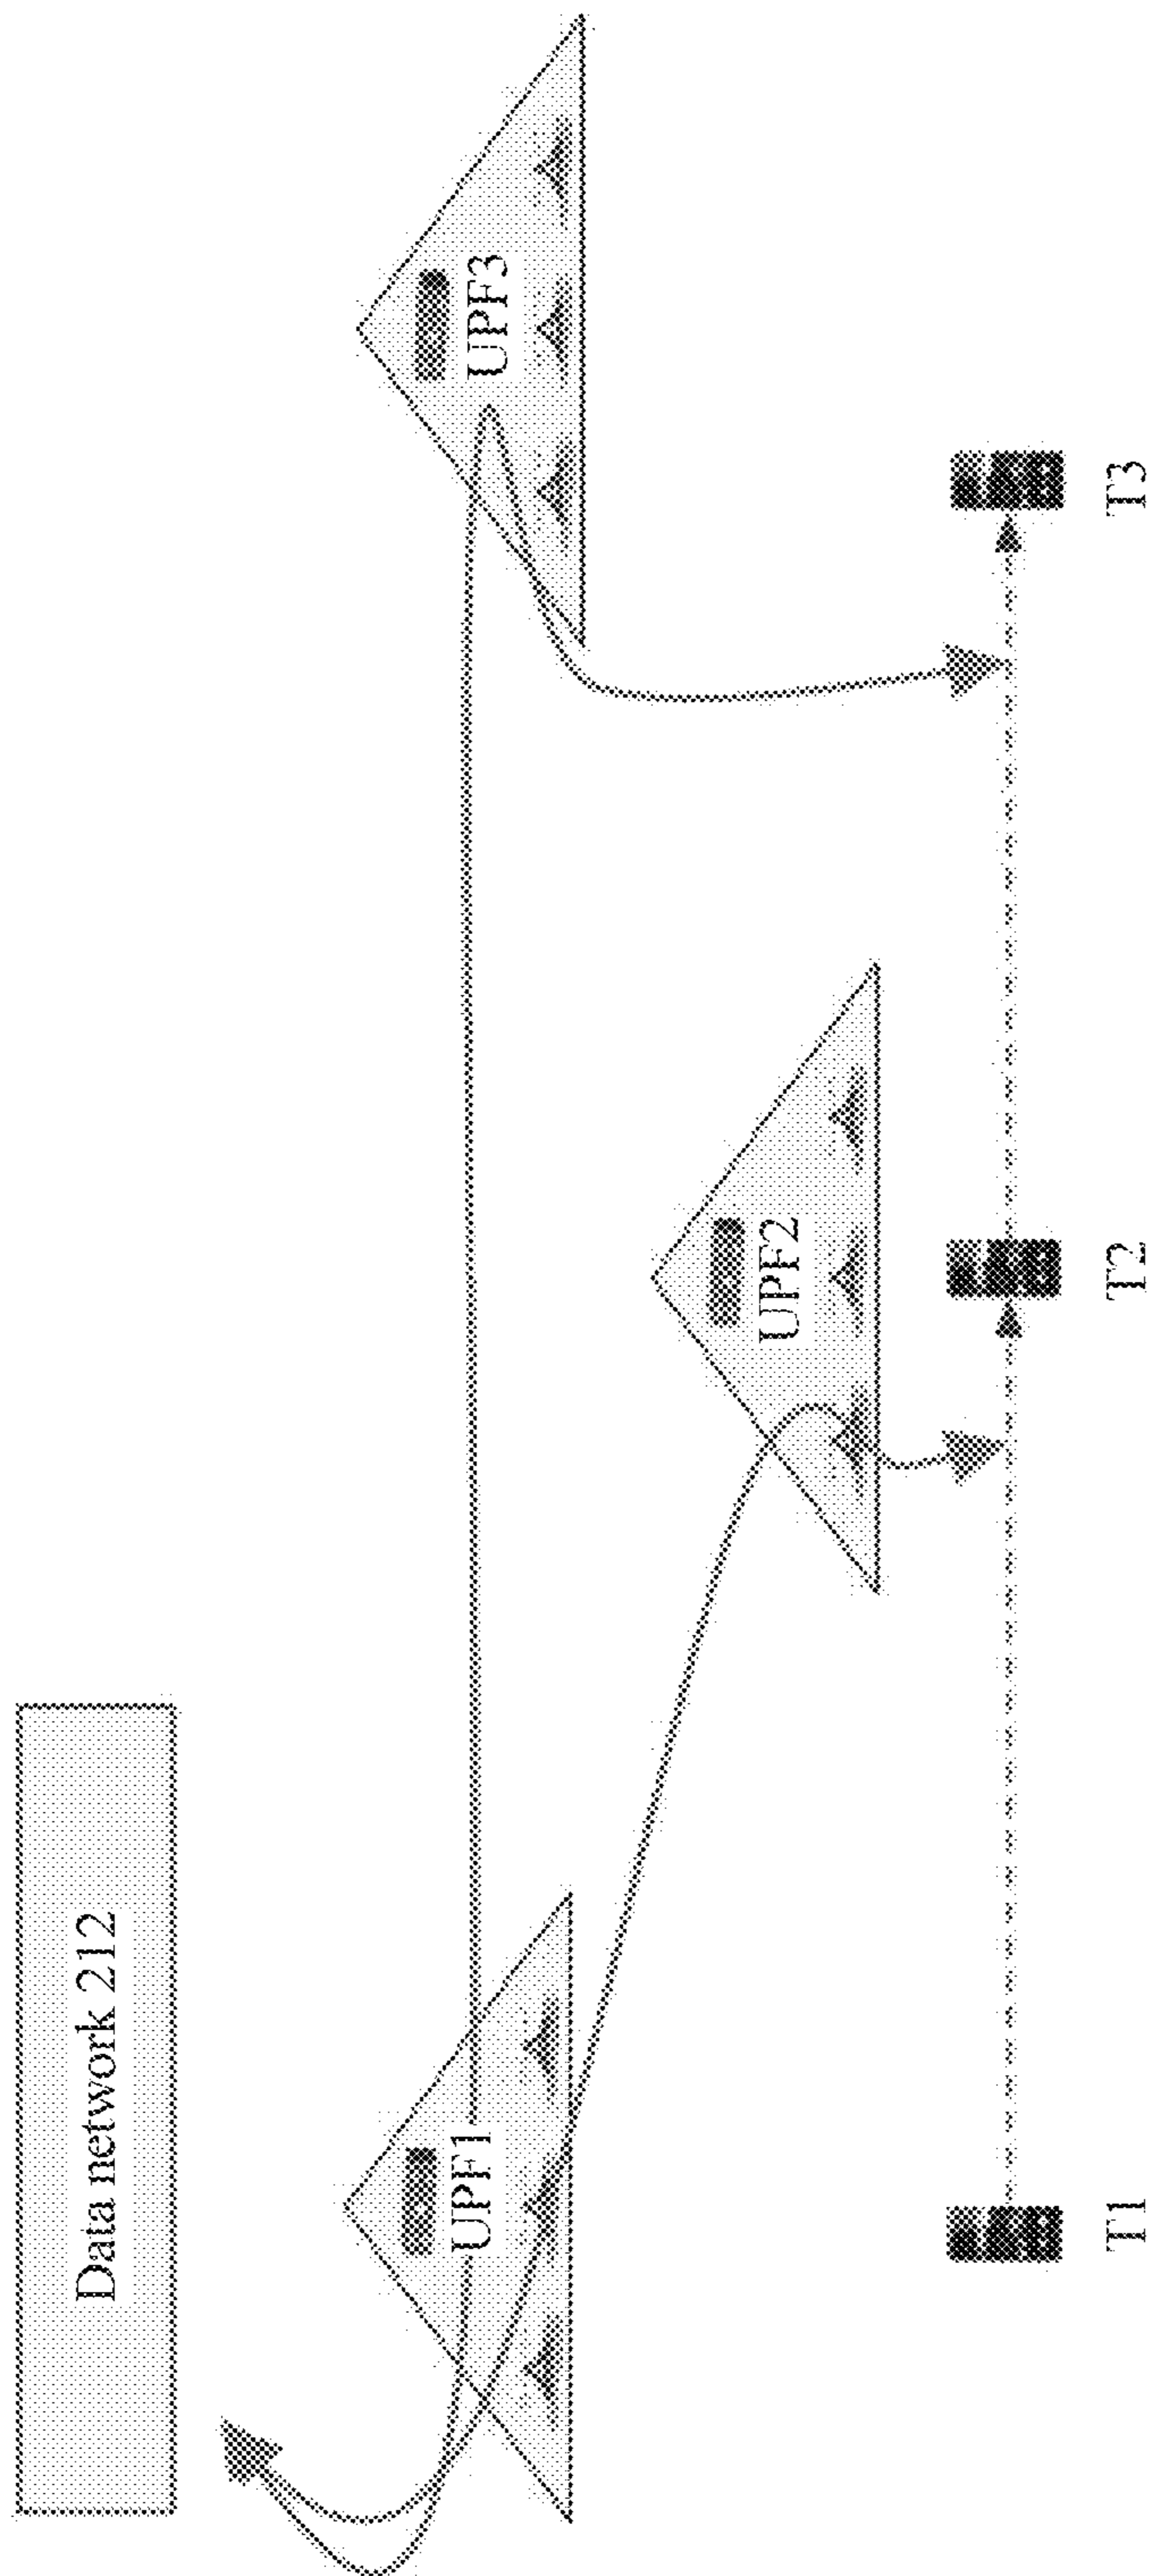 Data network 212
UPF1
UPF2
UPF3
T1
T2
T3